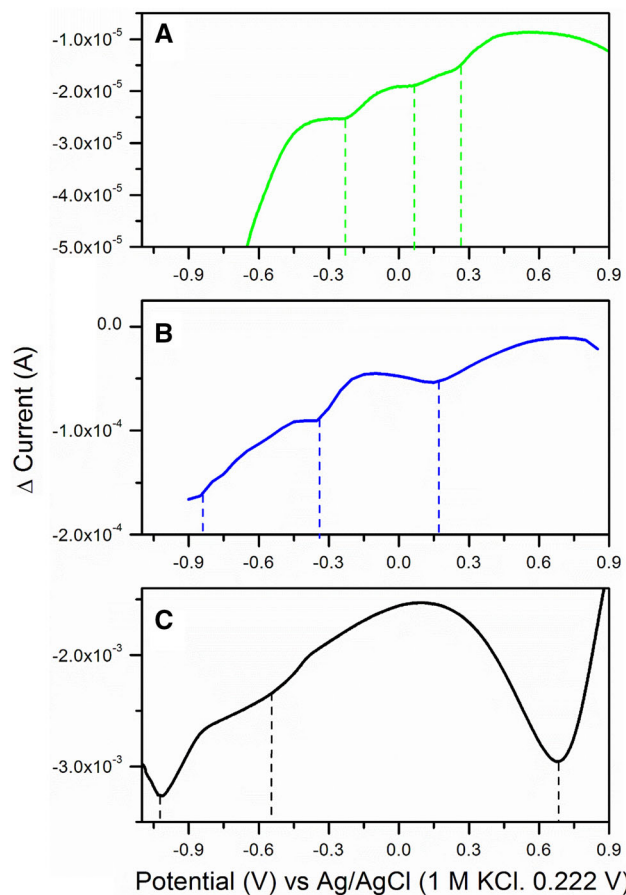 A
-1.0x10⁻⁵
-2.0x10⁻⁵
-3.0x10⁻⁵
-4.0x10⁻⁵
-5.0x10⁻⁵
-0.9 -0.6 -0.3 0.0 0.3 0.6 0.9
B
0.0
-1.0x10⁻⁴
-2.0x10⁻⁴
-0.9 -0.6 -0.3 0.0 0.3 0.6 0.9
Δ Current (A)
C
-2.0x10⁻³
-3.0x10⁻³
-0.9 -0.6 -0.3 0.0 0.3 0.6 0.9
Potential (V) vs Ag/AgCl (1 M KCl. 0.222 V)